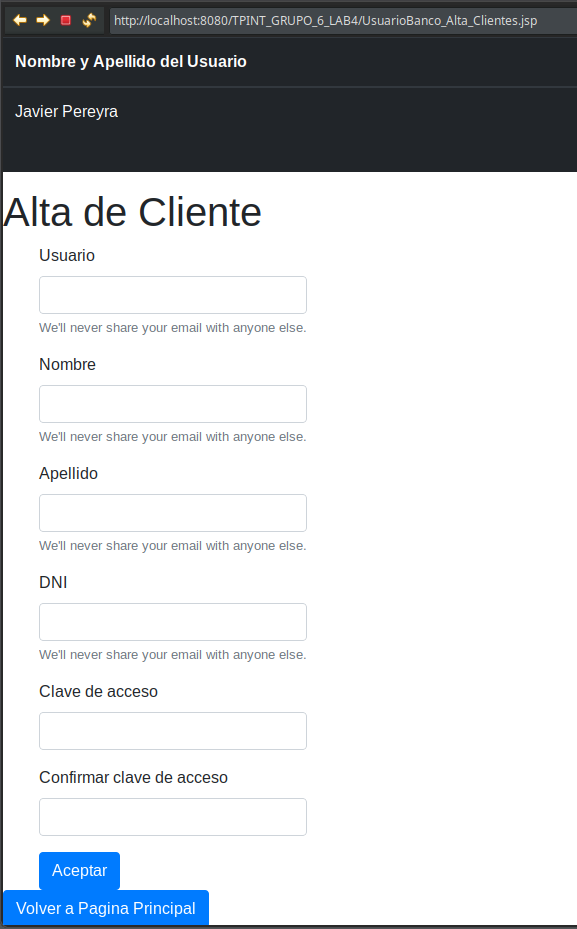 http://localhost:8080/TPINT_GRUPO_6_LAB4/UsuarioBanco_Alta_Clientes.jsp
Nombre y Apellido del Usuario
Javier Pereyra
Alta de Cliente
Usuario
We'll never share your email with anyone else.
Nombre
We'll never share your email with anyone else.
Apellido
We'll never share your email with anyone else.
DNI
We'll never share your email with anyone else.
Clave de acceso
Confirmar clave de acceso
Aceptar
Volver a Pagina Principal